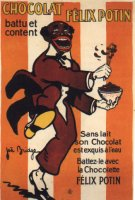 CHOCOLAT
FÉLIX POTIN
battu et
content
Sans lait
son Chocolat
est exquis à l'eau
Battez-le avec
la Chocolette
FÉLIX POTIN